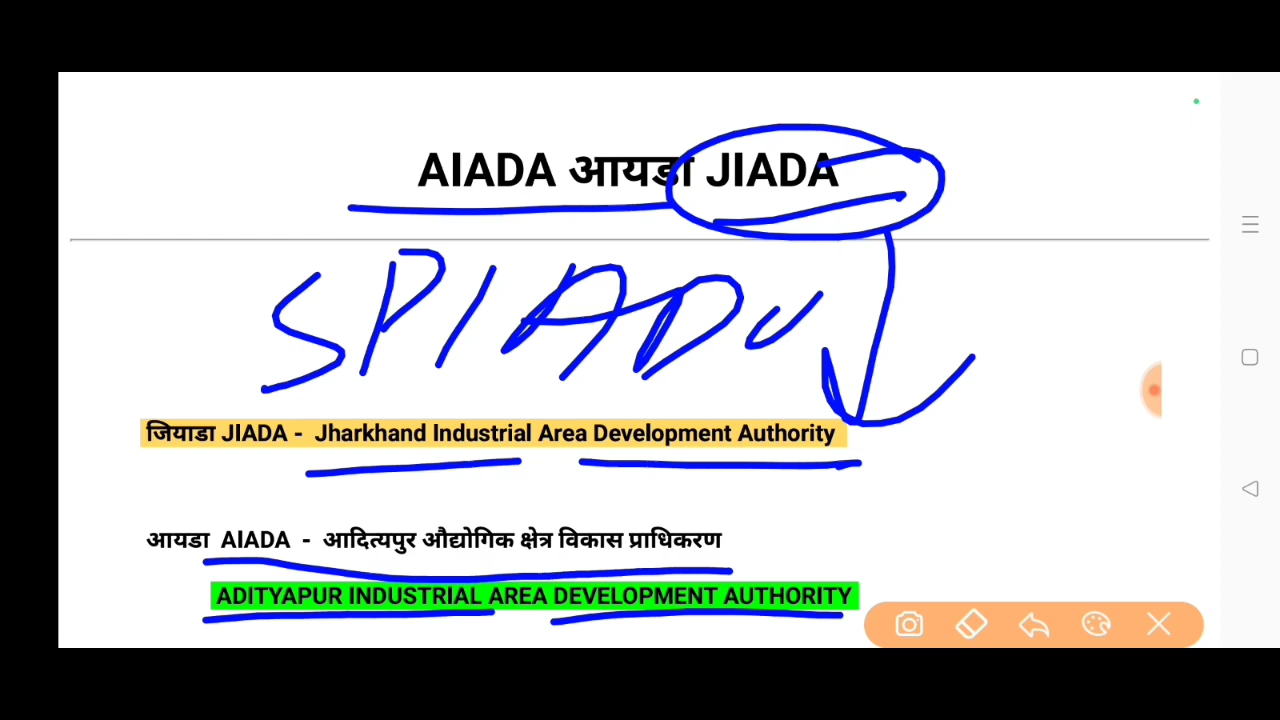 AIADA आयडा JIADA
SPIADA
जियाडा JIADA - Jharkhand Industrial Area Development Authority
आयडा AIADA - आदित्यपुर औद्योगिक क्षेत्र विकास प्राधिकरण
ADITYAPUR INDUSTRIAL AREA DEVELOPMENT AUTHORITY